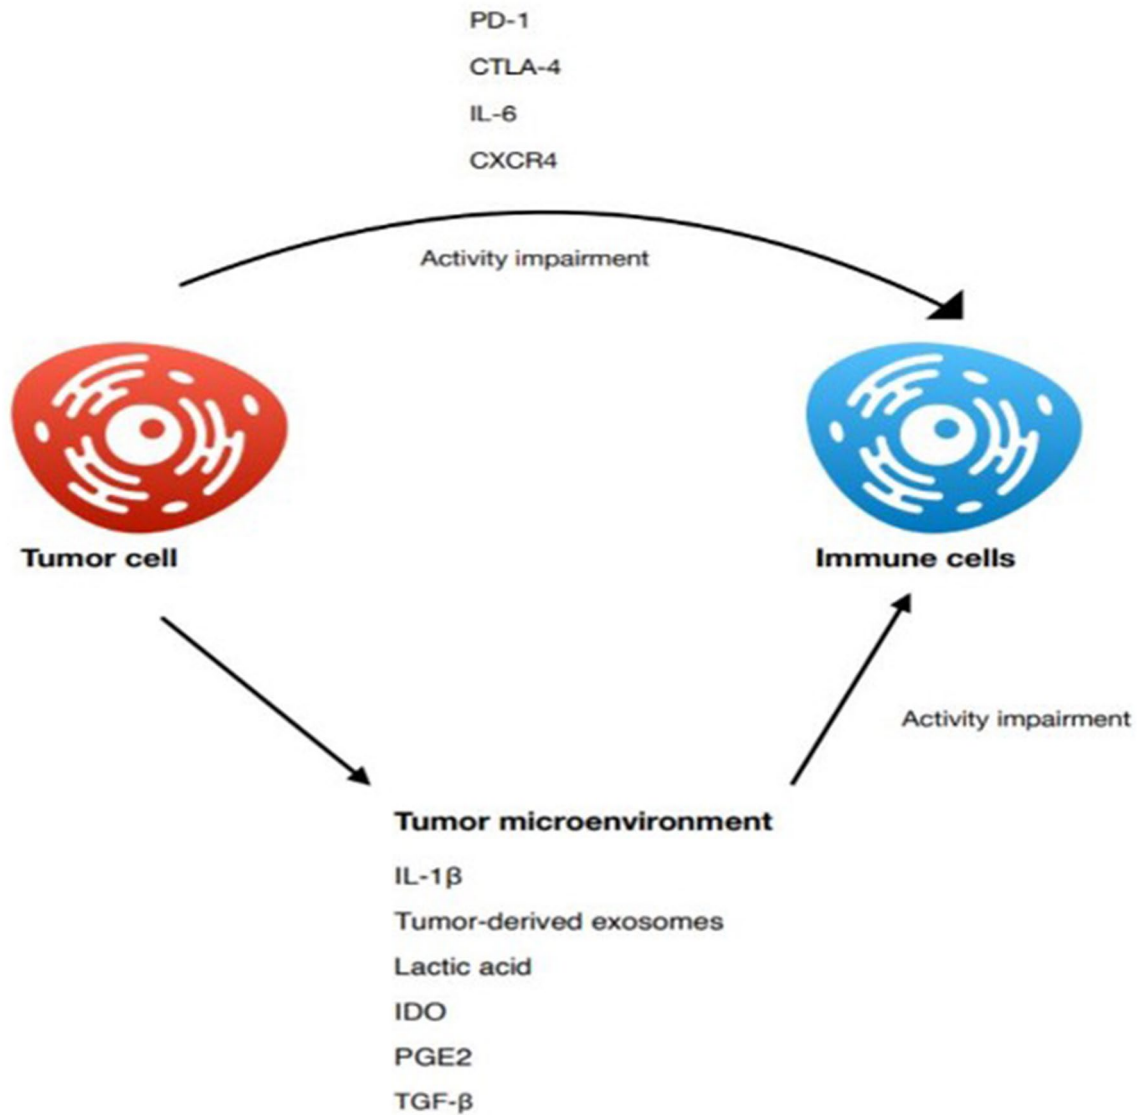 PD-1
CTLA-4
IL-6
CXCR4
Activity impairment
Tumor cell
Immune cells
Activity impairment
Tumor microenvironment
IL-1β
Tumor-derived exosomes
Lactic acid
IDO
PGE2
TGF-β